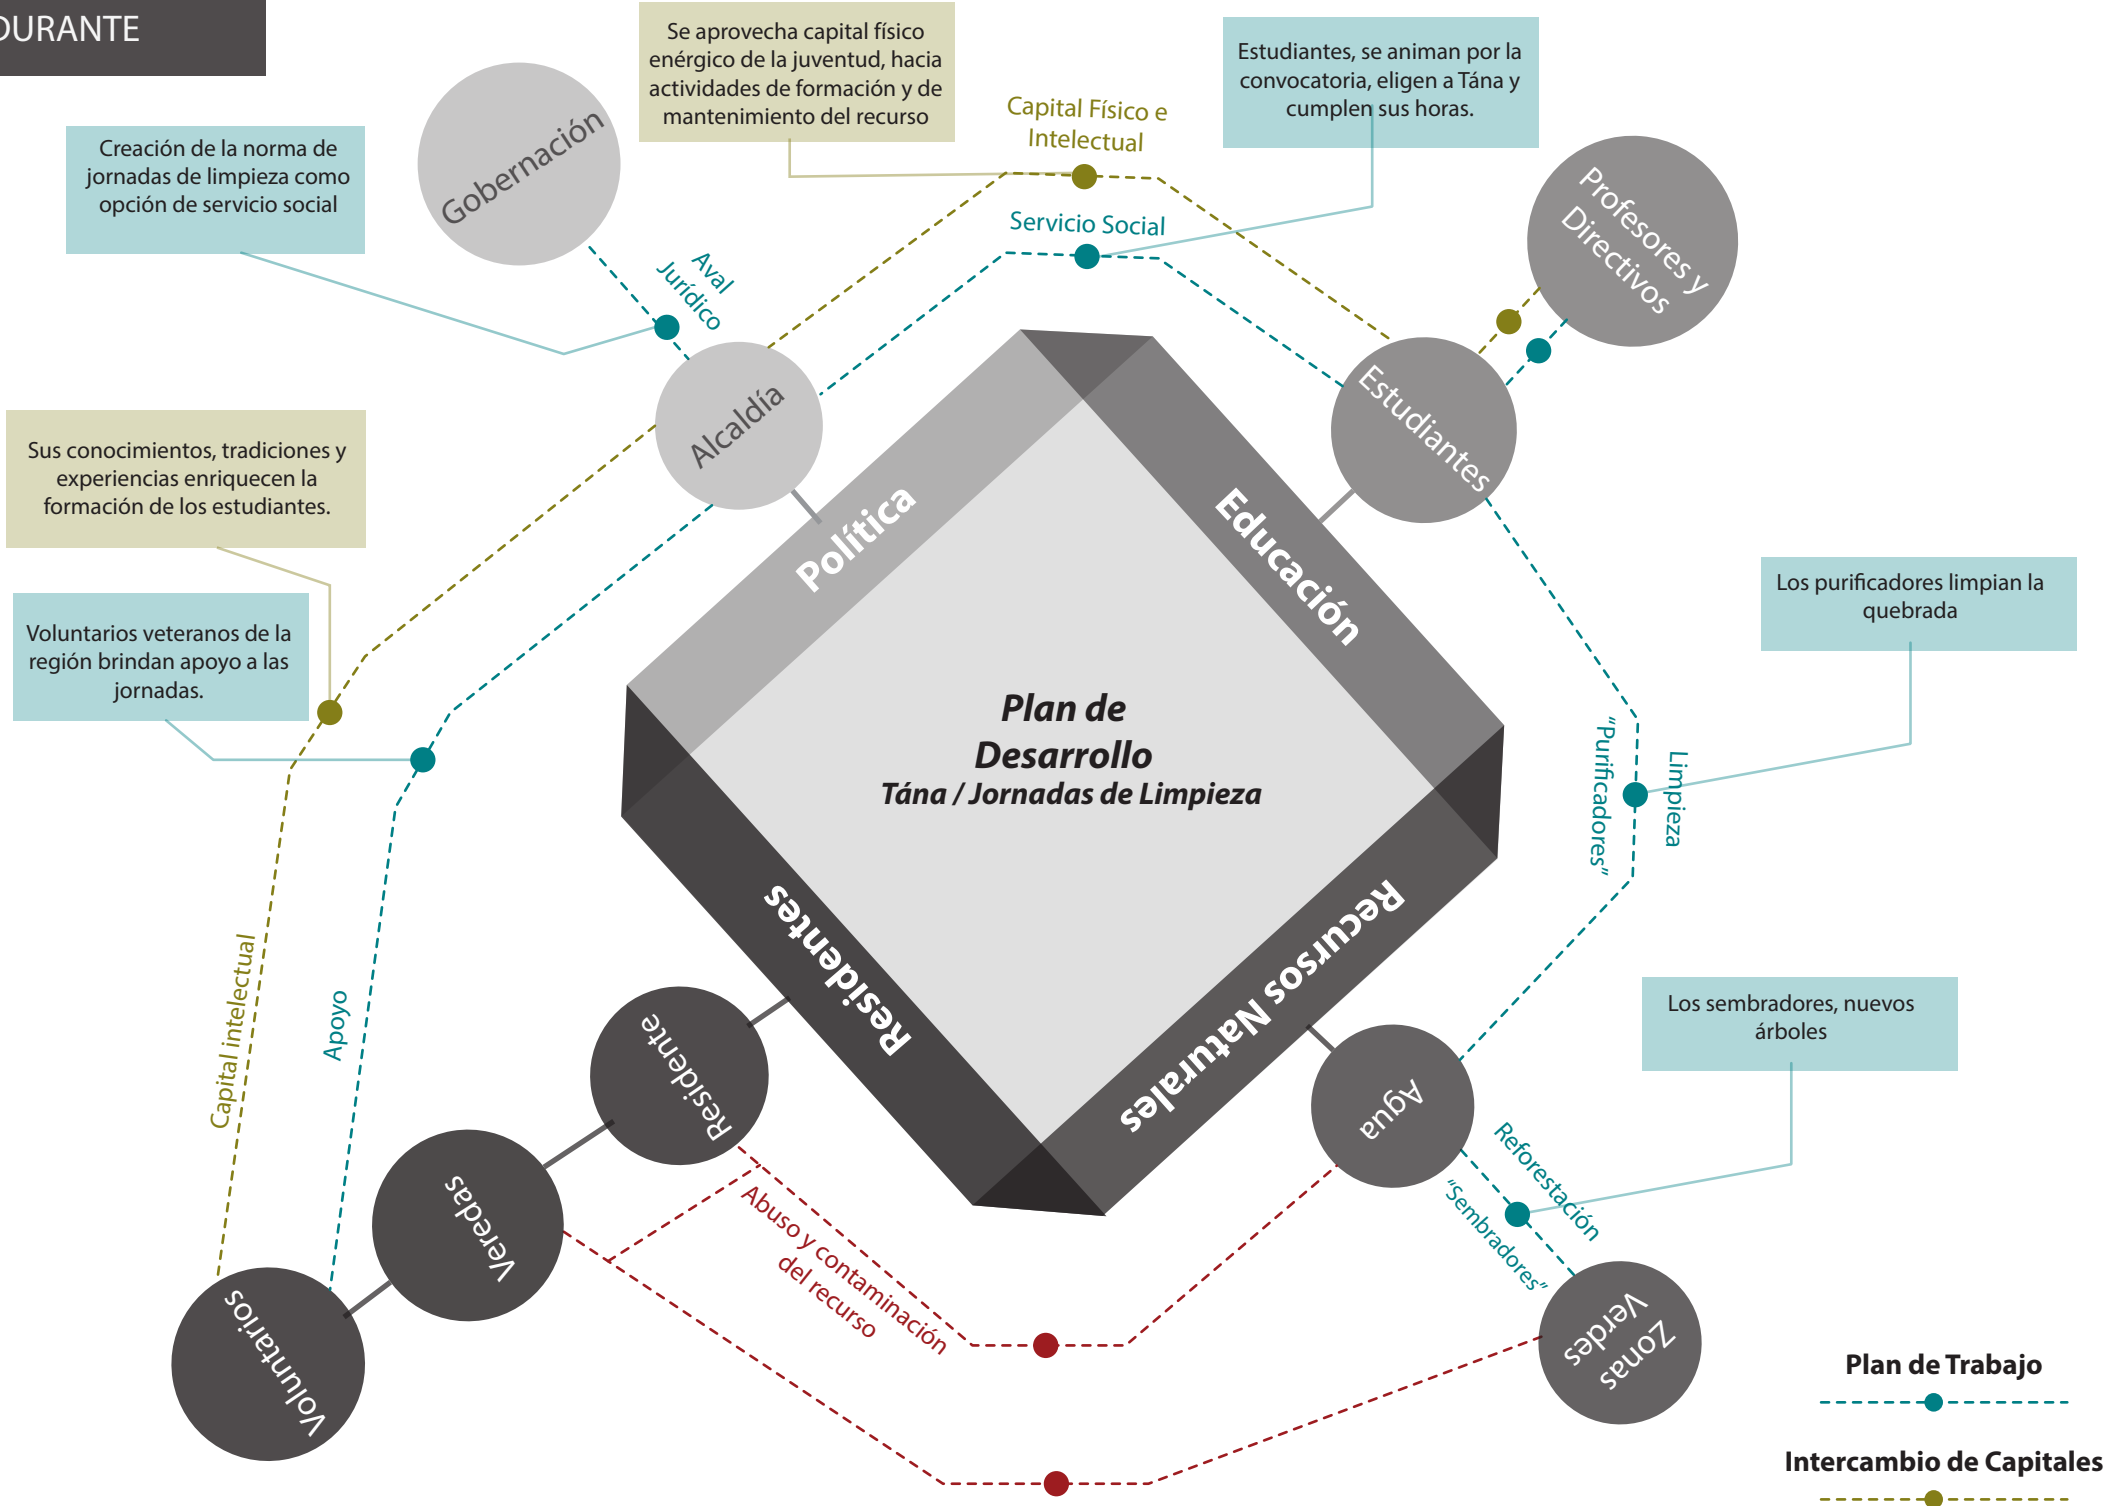 DURANTE
Se aprovecha capital físico
enérgico de la juventud, hacia
actividades de formación y de
mantenimiento del recurso
Estudiantes, se animan por la
convocatoria, eligen a Tána y
cumplen sus horas.
Creación de la norma de
jornadas de limpieza como
opción de servicio social
Gobernación
Capital Físico e
Intelectual
Servicio Social
Profesores y
Directivos
Aval
Jurídico
Alcaldía
Estudiantes
Sus conocimientos, tradiciones y
experiencias enriquecen la
formación de los estudiantes.
Voluntarios veteranos de la
región brindan apoyo a las
jornadas.
Política
Educación
Los purificadores limpian la
quebrada
Plan de
Desarrollo
Tána / Jornadas de Limpieza
Limpieza
“Purificadores”
Residentes
Recursos Naturales
Capital intelectual
Apoyo
Residente
Veredas
Voluntarios
Agua
Los sembradores, nuevos
árboles
Reforestación
“Sembradores”
Zonas
Verdes
Abuso y contaminación
del recurso
Plan de Trabajo
Intercambio de Capitales